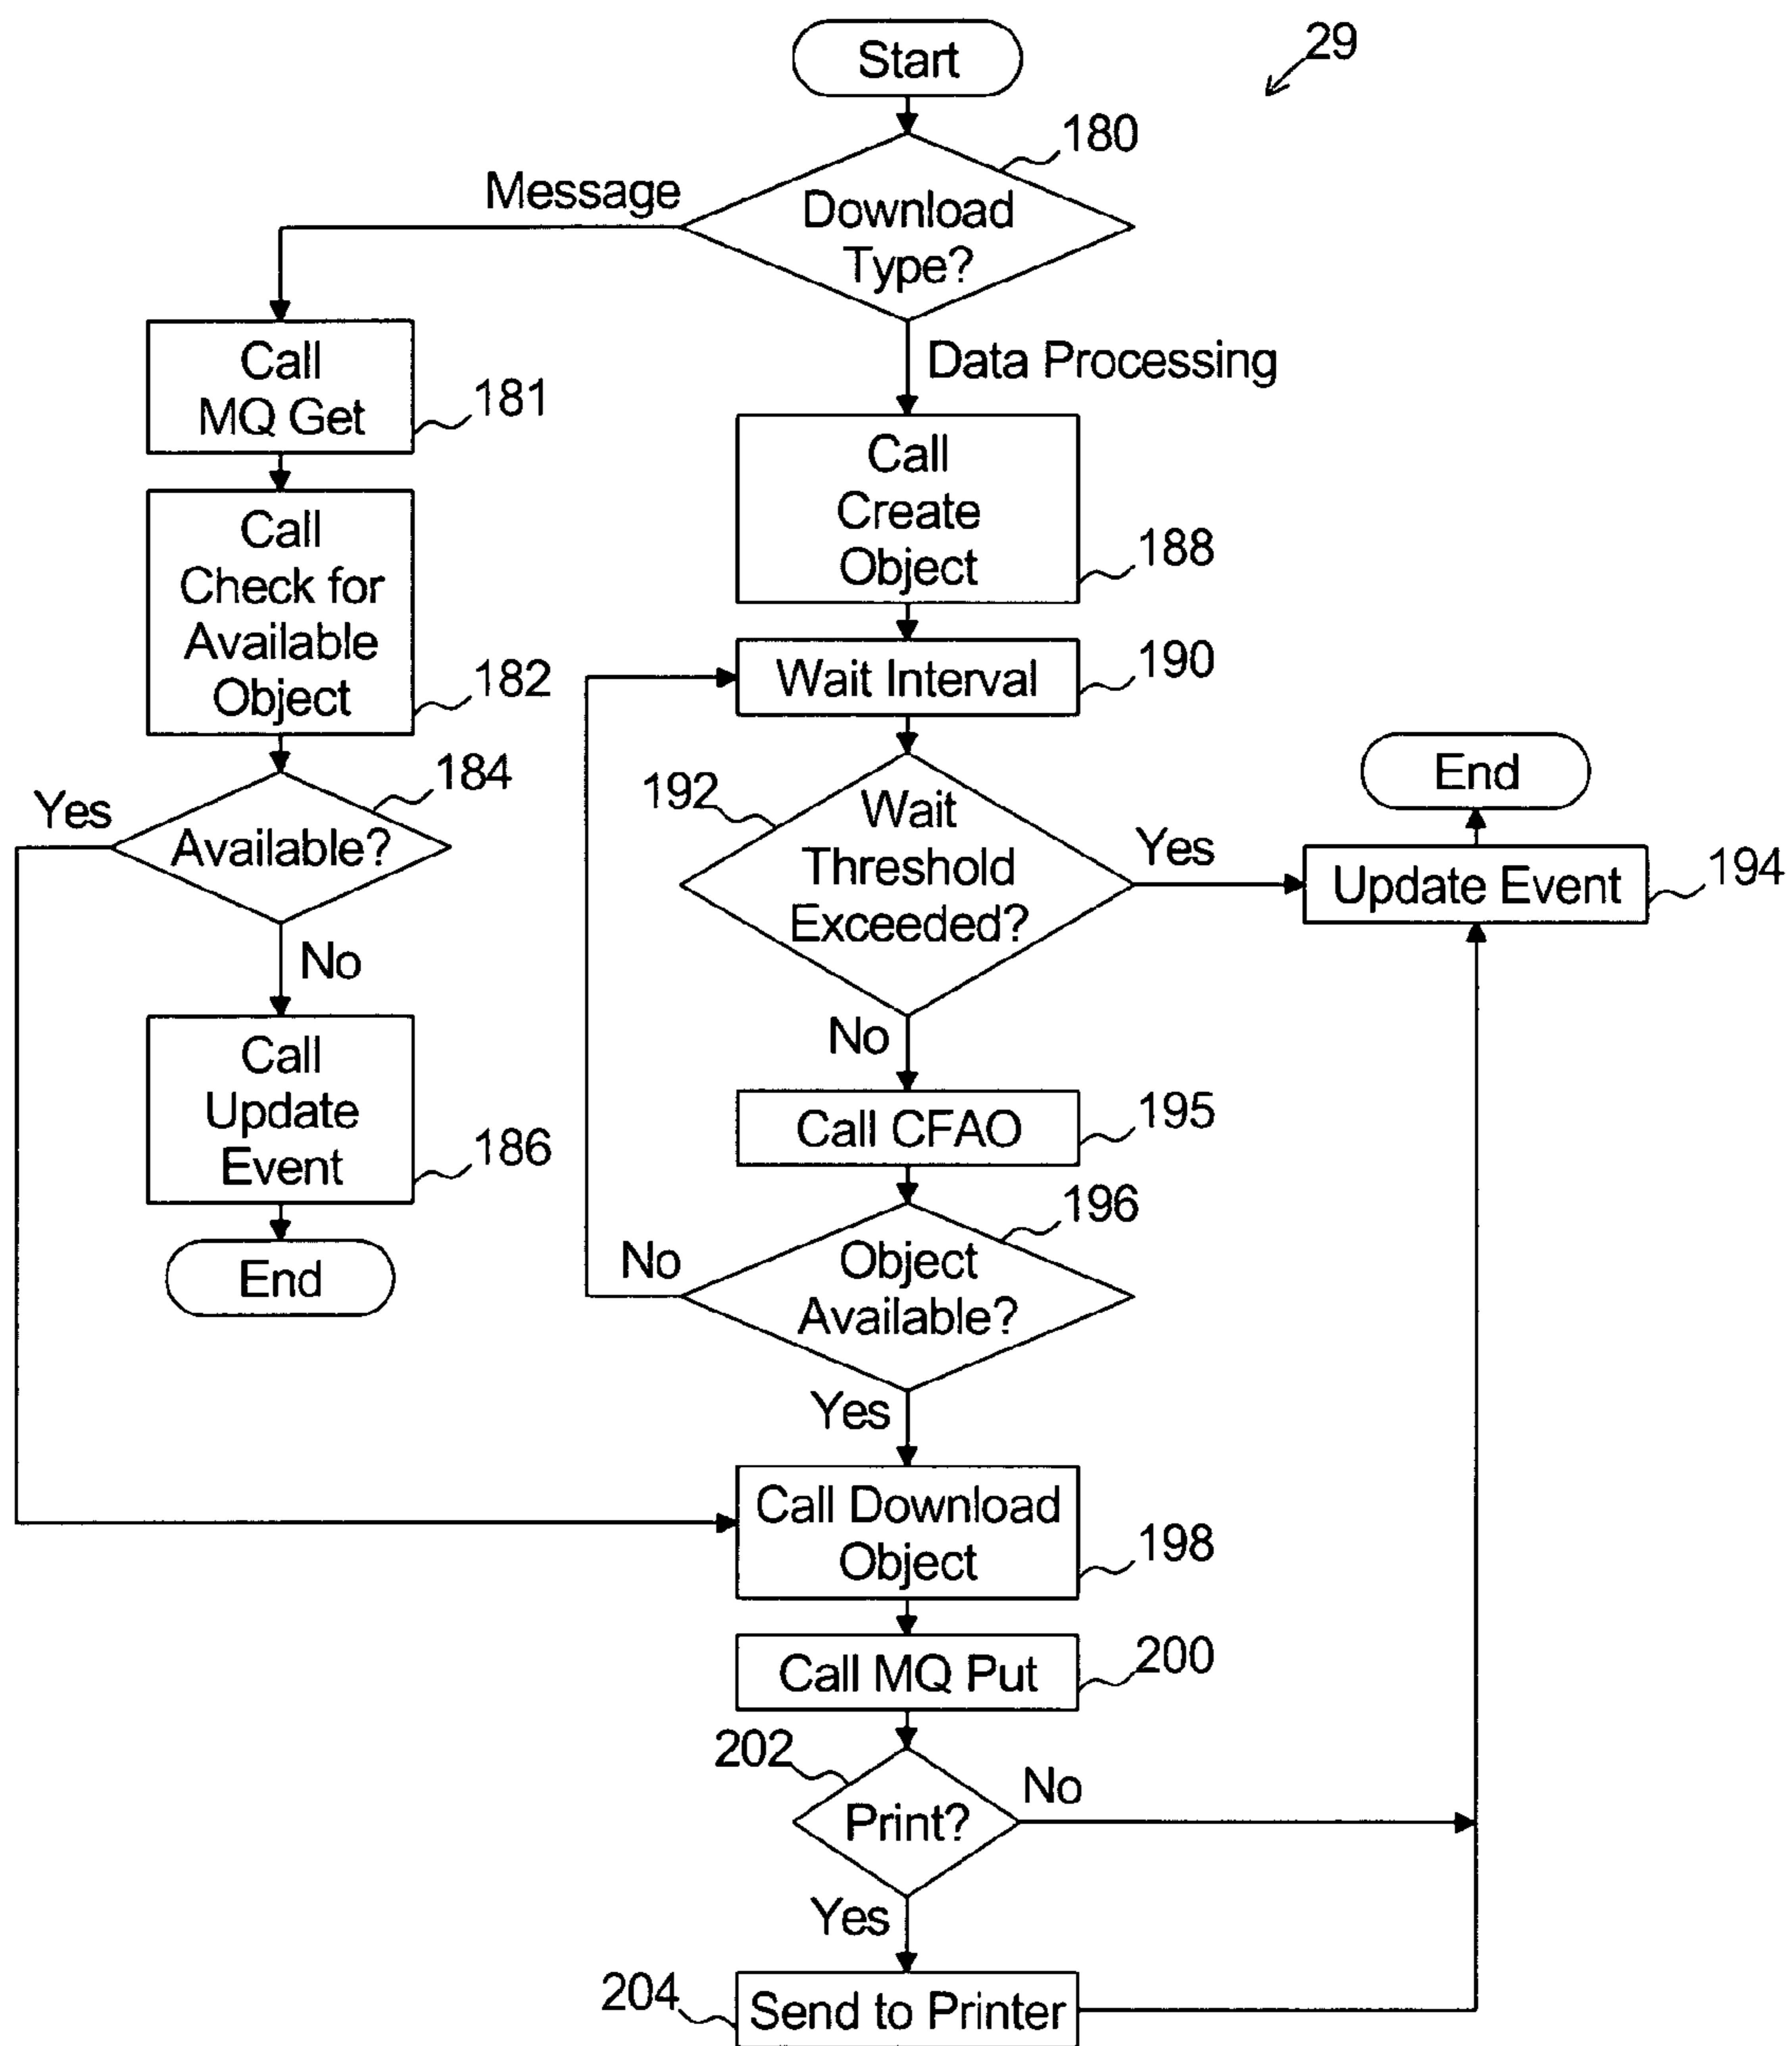 Start
29
180
Message
Download
Type?
Data Processing
Call
MQ Get
181
Call
Check for
Available
Object
182
Call
Create
Object
188
Wait Interval
190
184
Yes
Available?
No
192
Wait
Threshold
Exceeded?
Yes
No
End
Update Event
194
Call
Update
Event
186
End
Call CFAO
195
196
No
Object
Available?
Yes
Call Download
Object
198
Call MQ Put
200
202
Print?
No
Yes
204
Send to Printer